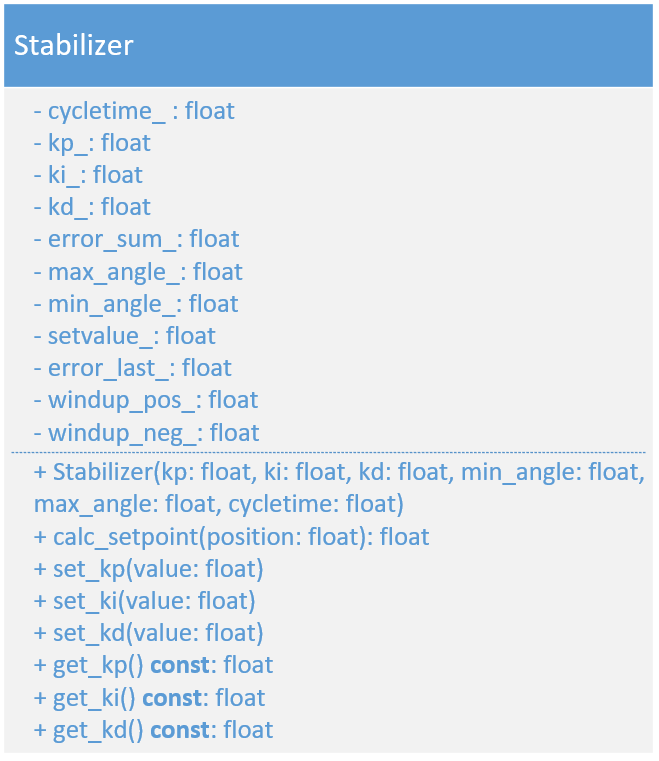 Stabilizer
- cycletime_ : float
- kp_: float
- ki_: float
- kd_: float
- error_sum_: float
- max_angle_: float
- min_angle_: float
- setvalue_: float
- error_last_: float
- windup_pos_: float
- windup_neg_: float
+ Stabilizer(kp: float, ki: float, kd: float, min_angle: float,
max_angle: float, cycletime: float)
+ calc_setpoint(position: float): float
+ set_kp(value: float)
+ set_ki(value: float)
+ set_kd(value: float)
+ get_kp() const: float
+ get_ki() const: float
+ get_kd() const: float